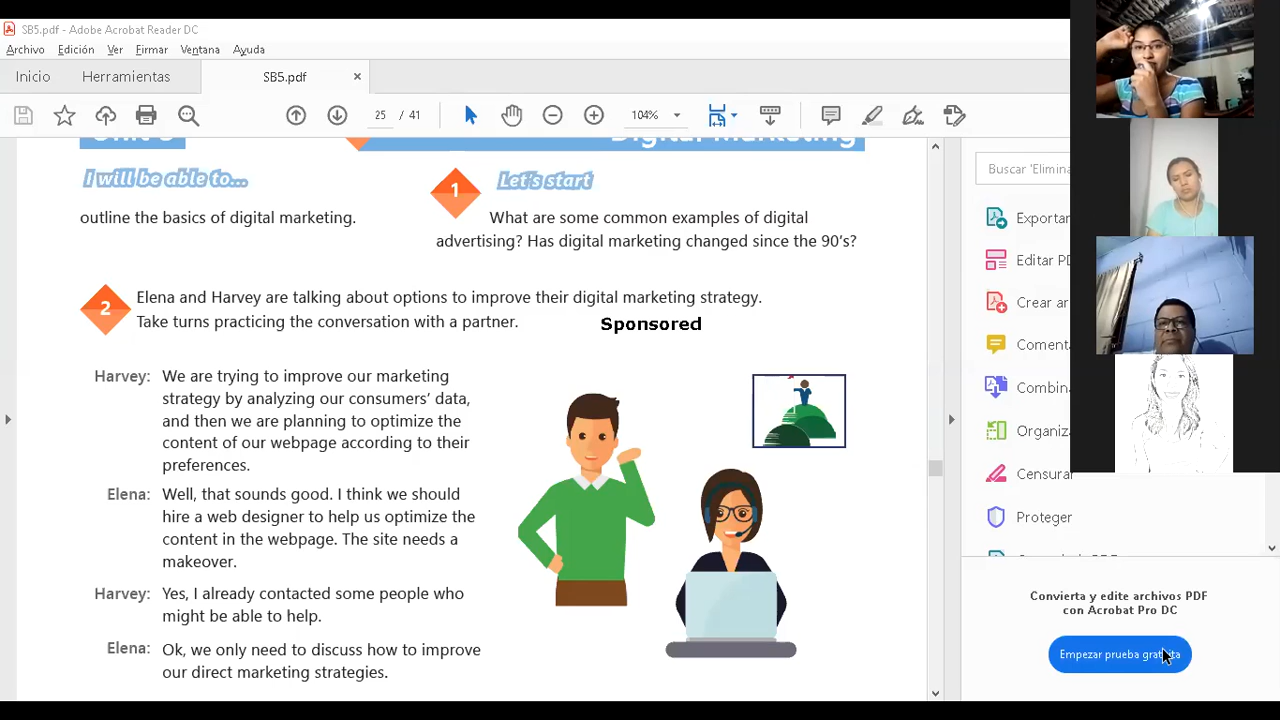 SB5.pdf - Adobe Acrobat Reader DC
Archivo Edición Ver Firmar Ventana Ayuda
Inicio Herramientas SB5.pdf ×
25 / 41 104%
Digital Marketing
I will be able to...
outline the basics of digital marketing.
1 Let's start
What are some common examples of digital
advertising? Has digital marketing changed since the 90's?
2 Elena and Harvey are talking about options to improve their digital marketing strategy.
Take turns practicing the conversation with a partner.
Sponsored
Harvey: We are trying to improve our marketing
strategy by analyzing our consumers' data,
and then we are planning to optimize the
content of our webpage according to their
preferences.
Elena: Well, that sounds good. I think we should
hire a web designer to help us optimize the
content in the webpage. The site needs a
makeover.
Harvey: Yes, I already contacted some people who
might be able to help.
Elena: Ok, we only need to discuss how to improve
our direct marketing strategies.
Buscar 'Elimina
Exportar
Editar PD
Crear ar
Comenta
Combina
Organiza
Censurar
Proteger
Convierta y edite archivos PDF
con Acrobat Pro DC
Empezar prueba gratuita